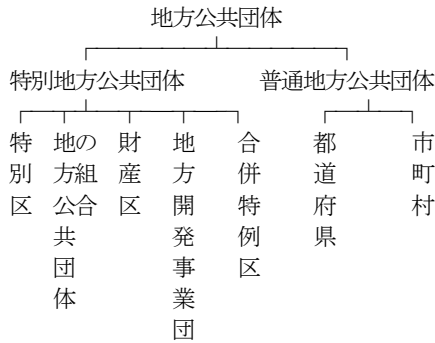 地方公共団体
特別地方公共団体
普通地方公共団体
特別区
地方公共団体
の組合
財産区
地方開発事業団
合併特例区
都道府県
市町村